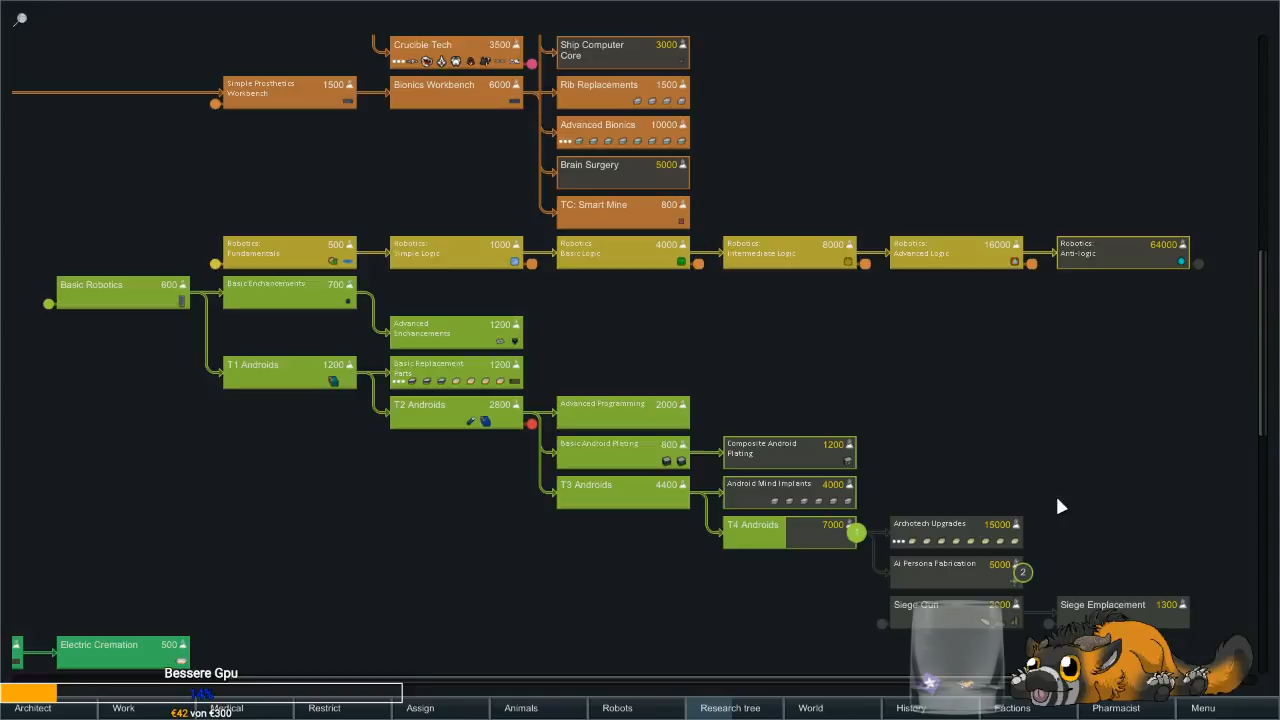 Crucible Tech 3500
Ship Computer 3000
Core
Simple Prosthetics 1500
Workbench
Bionics Workbench 6000
Rib Replacements 1500
Advanced Bionics 10000
Brain Surgery 5000
TC: Smart Mine 800
Robotics: 500
Fundamentals
Robotics: 1000
Simple Logic
Robotics 4000
Basic Logic
Robotics: 8000
Intermediate Logic
Robotics: 16000
Advanced Logic
Robotics: 64000
Anti-logic
Basic Robotics 600
Basic Enchancements 700
Advanced 1200
Enchancements
T1 Androids 1200
Basic Replacement 1200
Parts
T2 Androids 2800
Advanced Programming 2000
Basic Android Plating 800
Composite Android 1200
Plating
T3 Androids 4400
Android Mind Implants 4000
T4 Androids 7000
1
Archotech Upgrades 15000
Ai Persona Fabrication 5000
2
Siege Gun 2000
Siege Emplacement 1300
Electric Cremation 500
Bessere Gpu
14%
€42 von €300
Architect Work Medical Restrict Assign Animals Robots Research tree World History Factions Pharmacist Menu